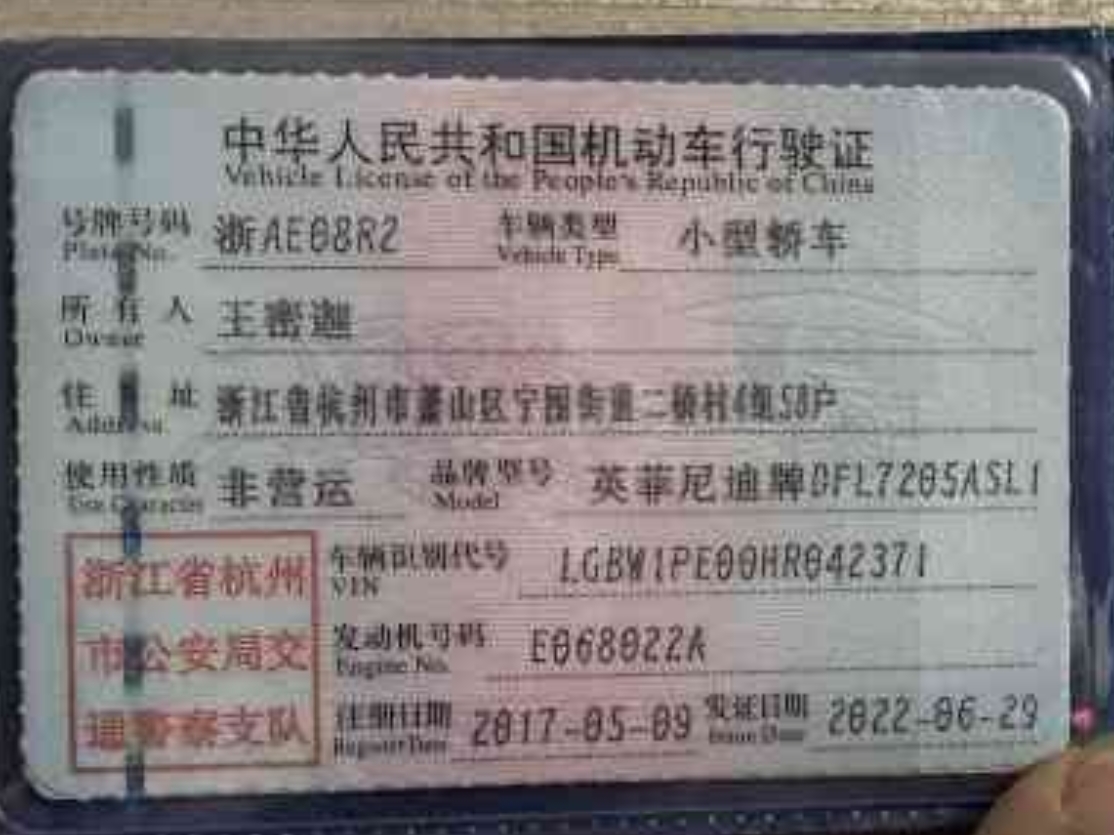 中华人民共和国机动车行驶证
Vehicle License of the People's Republic of China
号牌号码 浙AE08R2 车辆类型 小型轿车
Plate No. Vehicle Type
所有人 王密
Owner
住址 浙江省杭州市萧山区宁围街道二桥村4组58户
Address
使用性质 非营运 品牌型号 英菲尼迪牌DFL7205ASL1
Use Character Model
浙江省杭州
市公安局交
通警察支队
车辆识别代号 LGBW1PE00HR042371
VIN
发动机号码 E068022A
Engine No.
注册日期 2017-05-09 发证日期 2022-06-29
Register Date Issue Date